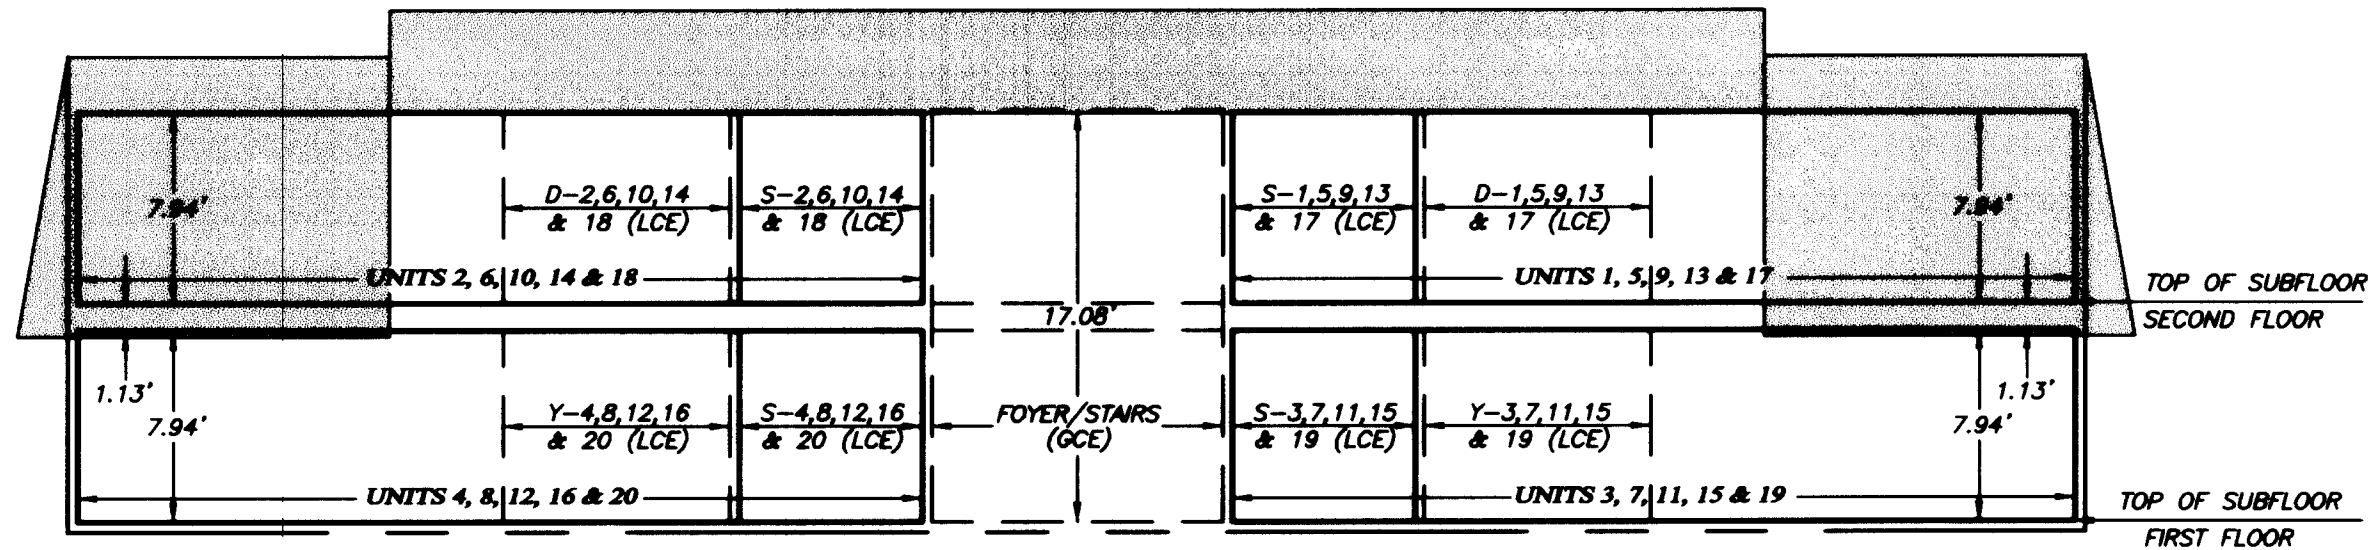 D-2,6,10,14
& 18 (LCE)
S-2,6,10,14
& 18 (LCE)
S-1,5,9,13
& 17 (LCE)
D-1,5,9,13
& 17 (LCE)
7.94'
7.94'
UNITS 2, 6, 10, 14 & 18
UNITS 1, 5, 9, 13 & 17
TOP OF SUBFLOOR
SECOND FLOOR
17.08'
1.13'
7.94'
Y-4,8,12,16
& 20 (LCE)
S-4,8,12,16
& 20 (LCE)
FOYER/STAIRS
(GCE)
S-3,7,11,15
& 19 (LCE)
Y-3,7,11,15
& 19 (LCE)
1.13'
7.94'
UNITS 4, 8, 12, 16 & 20
UNITS 3, 7, 11, 15 & 19
TOP OF SUBFLOOR
FIRST FLOOR